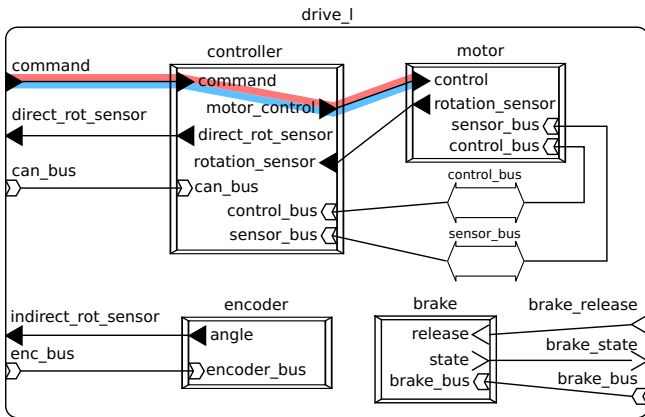 drive_l
controller
motor
command
command
control
motor_control
rotation_sensor
direct_rot_sensor
direct_rot_sensor
sensor_bus
control_bus
rotation_sensor
can_bus
can_bus
control_bus
control_bus
sensor_bus
sensor_bus
encoder
brake
brake_release
indirect_rot_sensor
angle
release
enc_bus
state
brake_state
encoder_bus
brake_bus
brake_bus